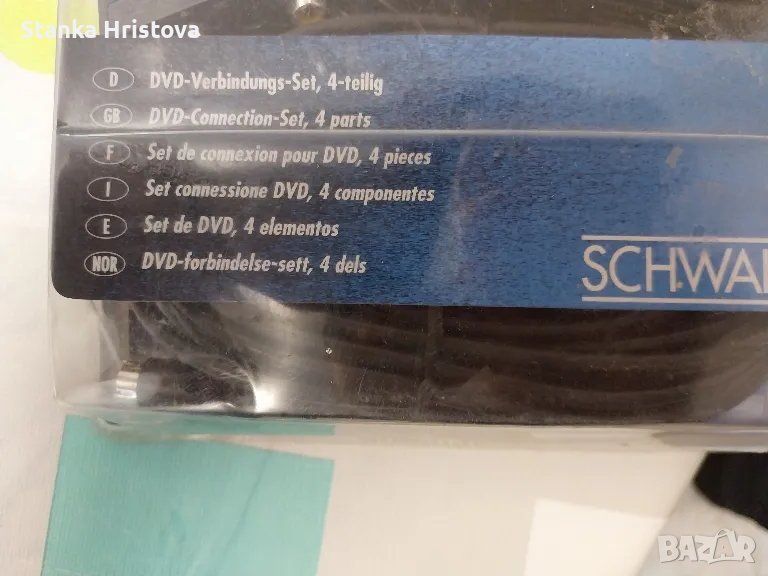 Stanka Hristova
D DVD-Verbindungs-Set, 4-teilig
GB DVD-Connection-Set, 4 parts
F Set de connexion pour DVD, 4 pieces
I Set connessione DVD, 4 componentes
E Set de DVD, 4 elementos
NOR DVD-forbindelse-sett, 4 dels
SCHWAI
BAZAR